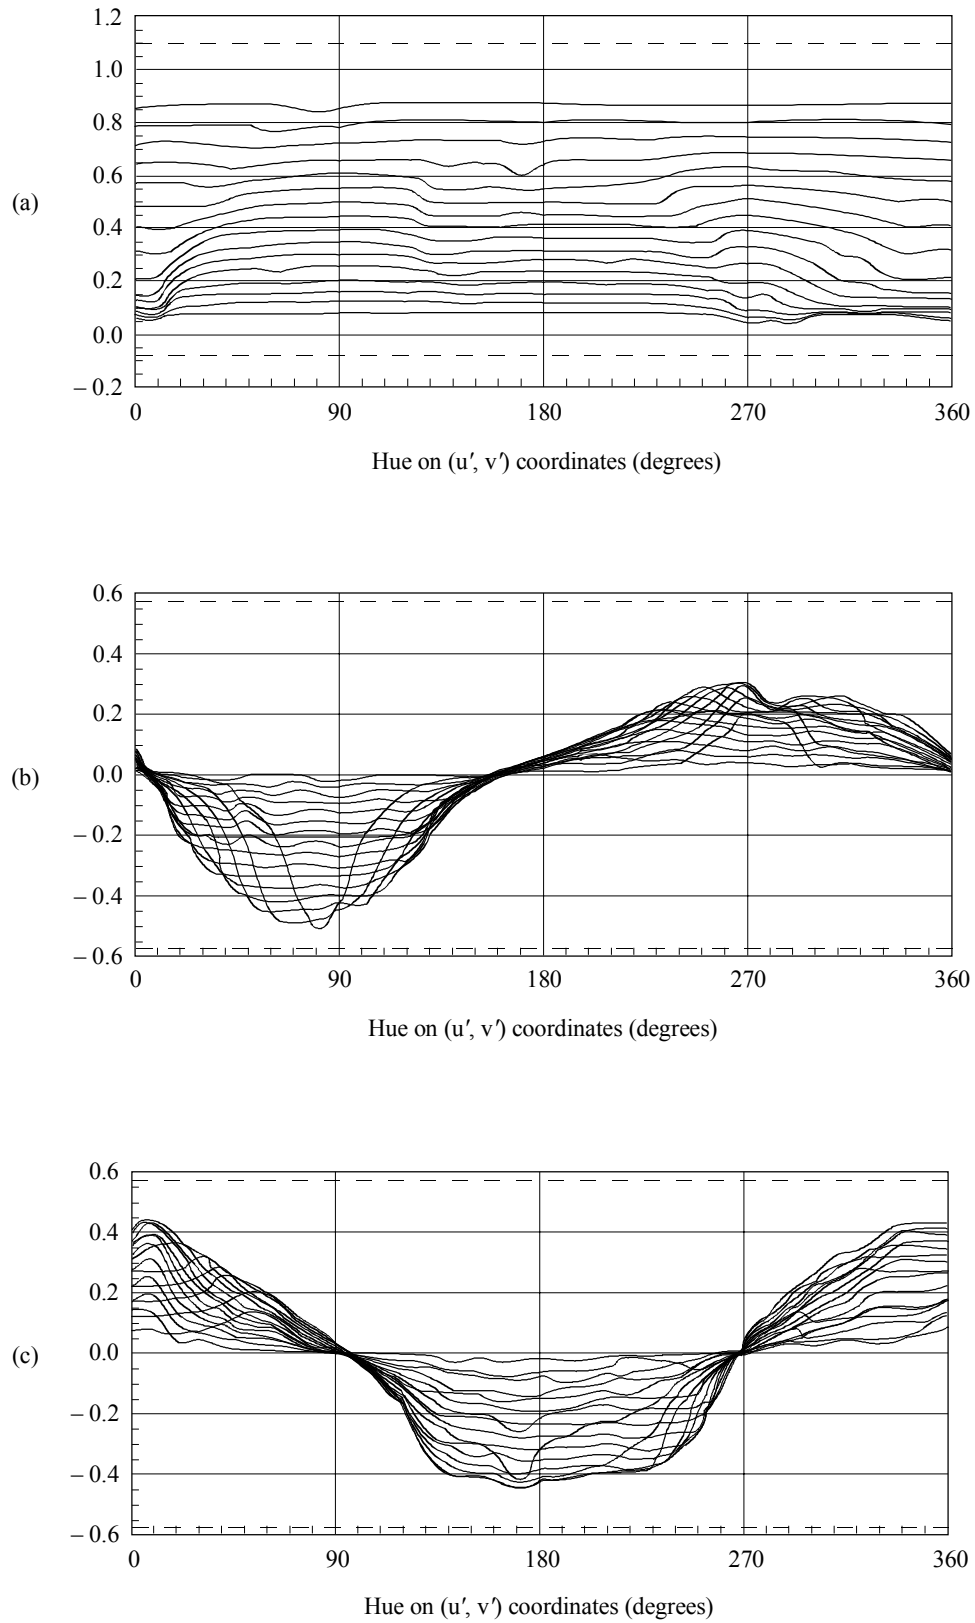 1.2
1.0
0.8
0.6
(a)
0.4
0.2
0.0
– 0.2
0 90 180 270 360
Hue on (u′, v′) coordinates (degrees)
0.6
0.4
0.2
(b)
0.0
– 0.2
– 0.4
– 0.6
0 90 180 270 360
Hue on (u′, v′) coordinates (degrees)
0.6
0.4
0.2
(c)
0.0
– 0.2
– 0.4
– 0.6
0 90 180 270 360
Hue on (u′, v′) coordinates (degrees)